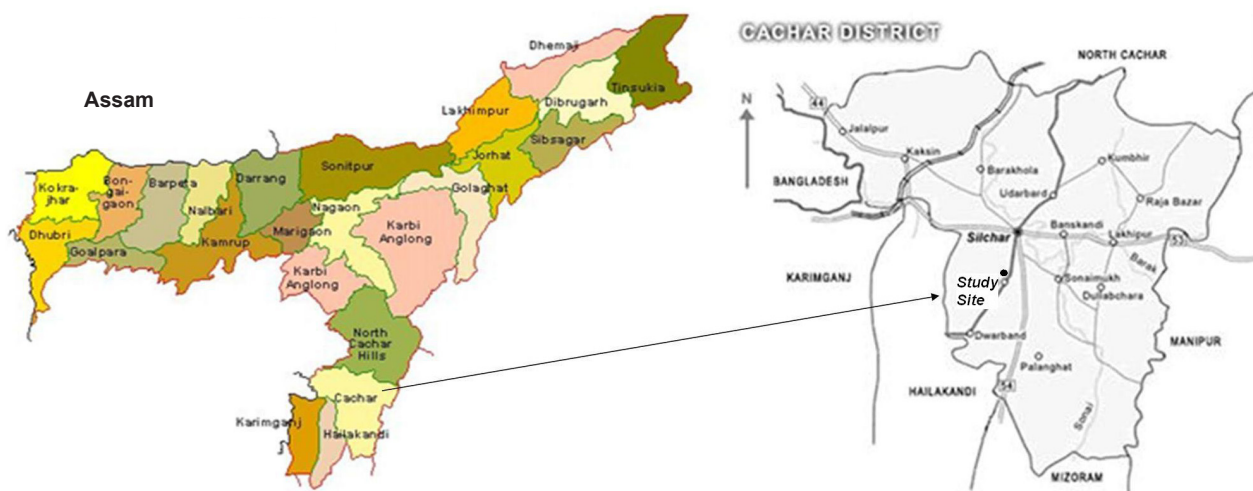 Assam
Dhemaji
Tinsukia
Dibrugarh
Lakhimpur
Sibsagar
Jorhat
Sonitpur
Golaghat
Kokra-
jhar
Bon-
gai-
gaon
Barpeta
Nalbari
Darrang
Nagaon
Marigaon
Karbi
Anglong
Dhubri
Goalpara
Kamrup
Karbi
Anglong
North
Cachar
Hills
Cachar
Karimganj
Hailakandi
CACHAR DISTRICT
NORTH CACHAR
N
44
Jalalpur
Kaksin
Barakhola
Kumbhir
Udarbard
Raja Bazar
BANGLADESH
Silchar
Banskandi
Lakhipur
53
Barak
KARIMGANJ
Study
Site
Sonaimukh
Dullabchara
Dwarband
MANIPUR
Palanghat
HAILAKANDI
54
Sonai
MIZORAM